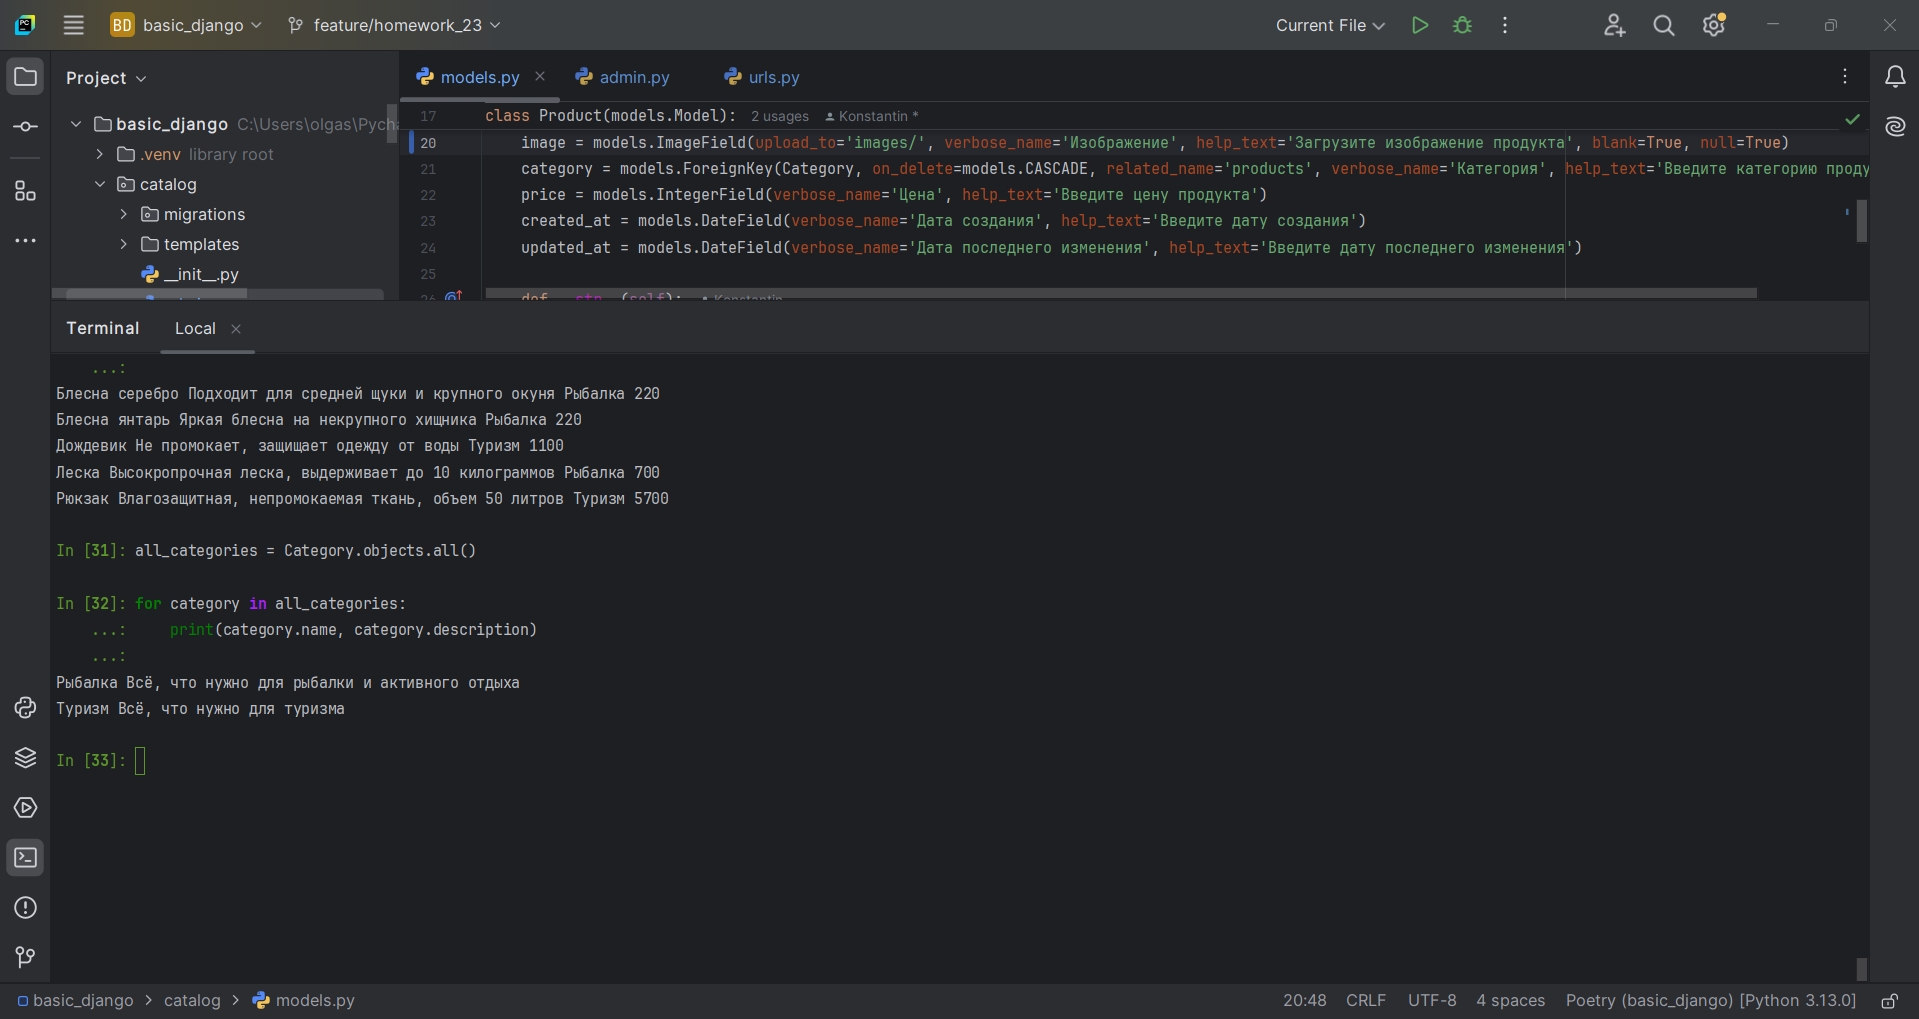 BD basic_django feature/homework_23 Current File
Project
models.py admin.py urls.py
basic_django C:\Users\olgas\Pych
.venv library root
catalog
migrations
templates
__init__.py
17 class Product(models.Model): 2 usages Konstantin *
20 image = models.ImageField(upload_to='images/', verbose_name='Изображение', help_text='Загрузите изображение продукта', blank=True, null=True)
21 category = models.ForeignKey(Category, on_delete=models.CASCADE, related_name='products', verbose_name='Категория', help_text='Введите категорию проду
22 price = models.IntegerField(verbose_name='Цена', help_text='Введите цену продукта')
23 created_at = models.DateField(verbose_name='Дата создания', help_text='Введите дату создания')
24 updated_at = models.DateField(verbose_name='Дата последнего изменения', help_text='Введите дату последнего изменения')
25
26 def __str__(self): Konstantin
Terminal Local
...:
Блесна серебро Подходит для средней щуки и крупного окуня Рыбалка 220
Блесна янтарь Яркая блесна на некрупного хищника Рыбалка 220
Дождевик Не промокает, защищает одежду от воды Туризм 1100
Леска Высокропрочная леска, выдерживает до 10 килограммов Рыбалка 700
Рюкзак Влагозащитная, непромокаемая ткань, объем 50 литров Туризм 5700
In [31]: all_categories = Category.objects.all()
In [32]: for category in all_categories:
...: print(category.name, category.description)
...:
Рыбалка Всё, что нужно для рыбалки и активного отдыха
Туризм Всё, что нужно для туризма
In [33]:
basic_django > catalog > models.py 20:48 CRLF UTF-8 4 spaces Poetry (basic_django) [Python 3.13.0]